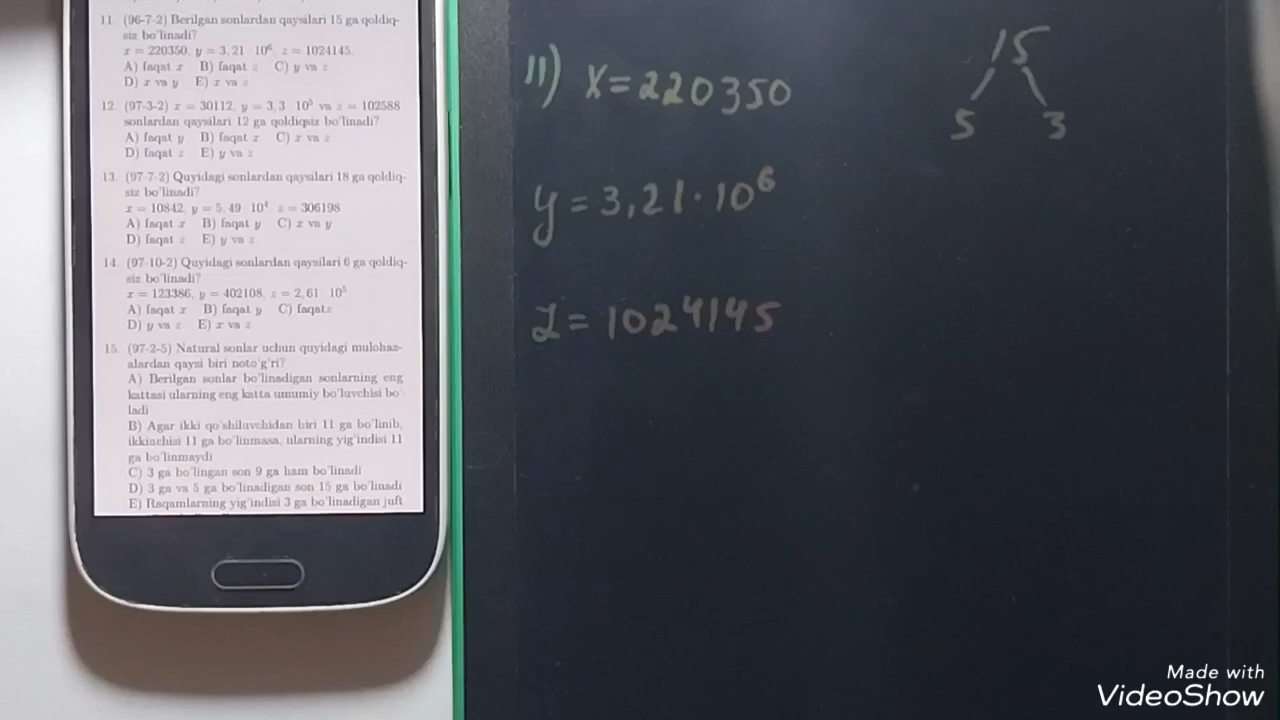 11. (96-7-2) Berilgan sonlardan qaysilari 15 ga qoldiq-
siz bo'linadi?
x = 220350, y = 3, 21 10⁶, z = 1024145.
A) faqat x B) faqat z C) y va z
D) x va y E) x va z
12. (97-3-2) x = 30112, y = 3, 3 10⁵ va z = 102588
sonlardan qaysilari 12 ga qoldiqsiz bo'linadi?
A) faqat y B) faqat x C) x va z
D) faqat z E) y va z
13. (97-7-2) Quyidagi sonlardan qaysilari 18 ga qoldiq-
siz bo'linadi?
x = 10842, y = 5, 49 10⁴ z = 306198
A) faqat x B) faqat y C) x va y
D) faqat z E) y va z
14. (97-10-2) Quyidagi sonlardan qaysilari 6 ga qoldiq-
siz bo'linadi?
x = 123386, y = 402108, z = 2, 61 10⁵
A) faqat x B) faqat y C) faqatz
D) y va z E) x va z
15. (97-2-5) Natural sonlar uchun quyidagi mulohaz-
alardan qaysi biri noto'g'ri?
A) Berilgan sonlar bo'linadigan sonlarning eng
kattasi ularning eng katta umumiy bo'luvchisi bo'-
ladi
B) Agar ikki qo'shiluvchidan biri 11 ga bo'linib,
ikkinchisi 11 ga bo'linmasa, ularning yig'indisi 11
ga bo'linmaydi
C) 3 ga bo'lingan son 9 ga ham bo'linadi
D) 3 ga va 5 ga bo'linadigan son 15 ga bo'linadi
E) Raqamlarning yig'indisi 3 ga bo'linadigan juft
11) x = 220350
y = 3,21 · 10⁶
z = 1024145
15
5 3
Made with
VideoShow